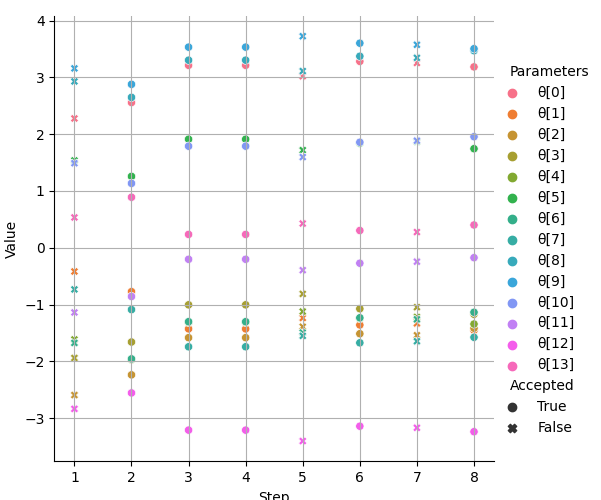 4
3
2
1
0
−1
−2
−3
Value
1 2 3 4 5 6 7 8
Step
Parameters
θ[0]
θ[1]
θ[2]
θ[3]
θ[4]
θ[5]
θ[6]
θ[7]
θ[8]
θ[9]
θ[10]
θ[11]
θ[12]
θ[13]
Accepted
True
False